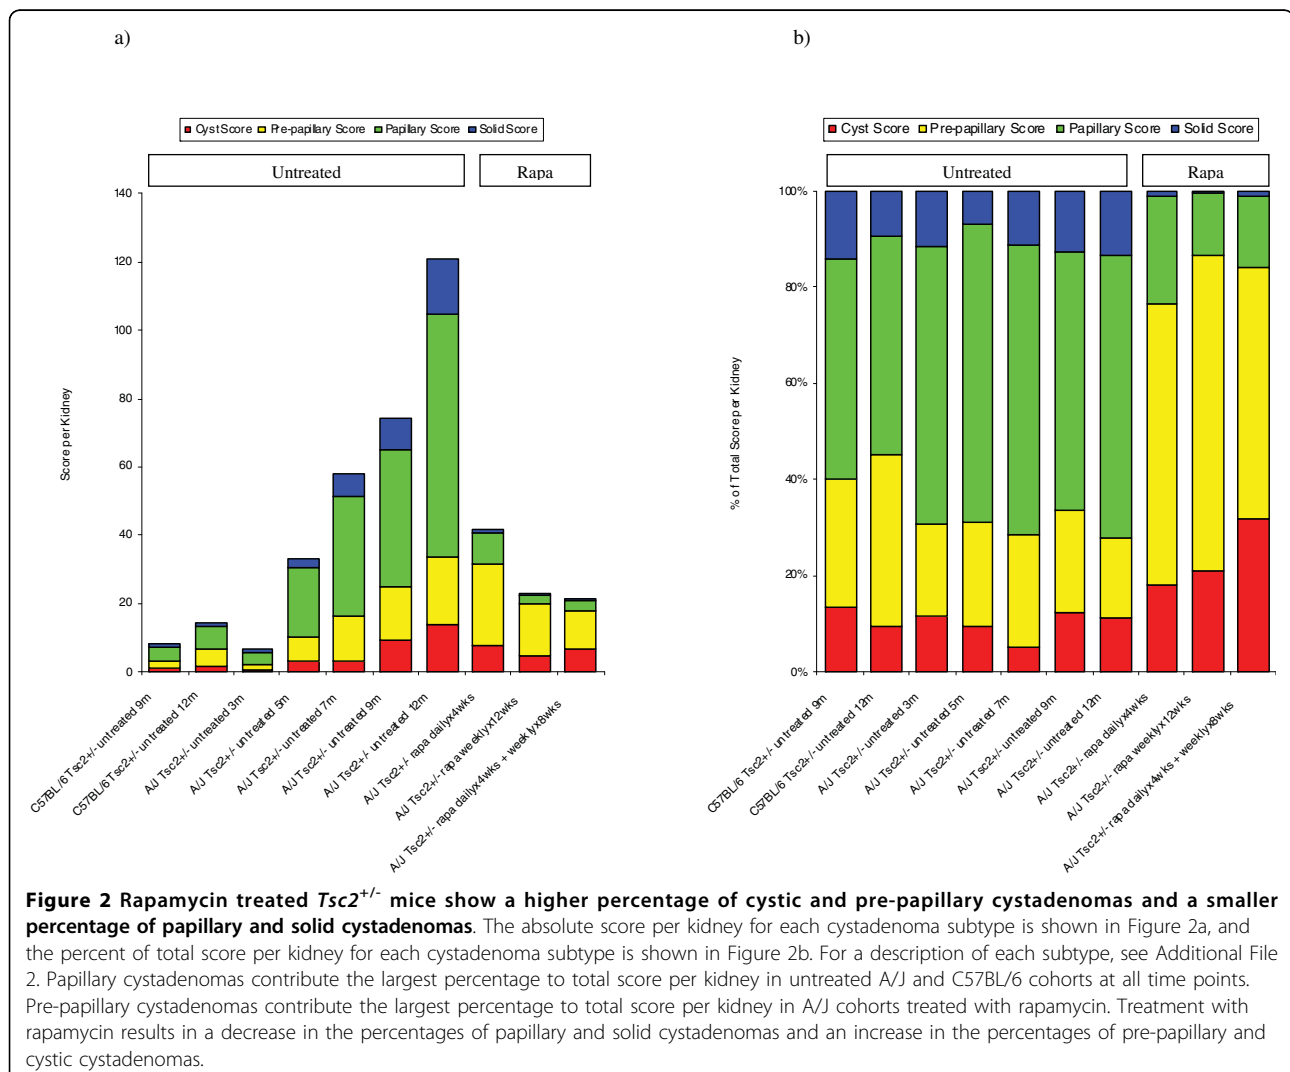 a)
Cyst Score Pre-papillary Score Papillary Score Solid Score
Untreated
Rapa
140
120
100
80
60
40
20
0
Score per Kidney
C57BL/6 Tsc2+/- untreated 9m
C57BL/6 Tsc2+/- untreated 12m
A/J Tsc2+/- untreated 3m
A/J Tsc2+/- untreated 5m
A/J Tsc2+/- untreated 7m
A/J Tsc2+/- untreated 9m
A/J Tsc2+/- untreated 12m
A/J Tsc2+/- rapa dailyx4wks
A/J Tsc2+/- rapa weeklyx12wks
A/J Tsc2+/- rapa dailyx4wks + weeklyx8wks
b)
Cyst Score Pre-papillary Score Papillary Score Solid Score
Untreated
Rapa
100%
80%
60%
40%
20%
0%
% of Total Score per Kidney
C57BL/6 Tsc2+/- untreated 9m
C57BL/6 Tsc2+/- untreated 12m
A/J Tsc2+/- untreated 3m
A/J Tsc2+/- untreated 5m
A/J Tsc2+/- untreated 7m
A/J Tsc2+/- untreated 9m
A/J Tsc2+/- untreated 12m
A/J Tsc2+/- rapa dailyx4wks
A/J Tsc2+/- rapa weeklyx12wks
A/J Tsc2+/- rapa dailyx4wks + weeklyx8wks
Figure 2 Rapamycin treated Tsc2+/- mice show a higher percentage of cystic and pre-papillary cystadenomas and a smaller
percentage of papillary and solid cystadenomas. The absolute score per kidney for each cystadenoma subtype is shown in Figure 2a, and
the percent of total score per kidney for each cystadenoma subtype is shown in Figure 2b. For a description of each subtype, see Additional File
2. Papillary cystadenomas contribute the largest percentage to total score per kidney in untreated A/J and C57BL/6 cohorts at all time points.
Pre-papillary cystadenomas contribute the largest percentage to total score per kidney in A/J cohorts treated with rapamycin. Treatment with
rapamycin results in a decrease in the percentages of papillary and solid cystadenomas and an increase in the percentages of pre-papillary and
cystic cystadenomas.